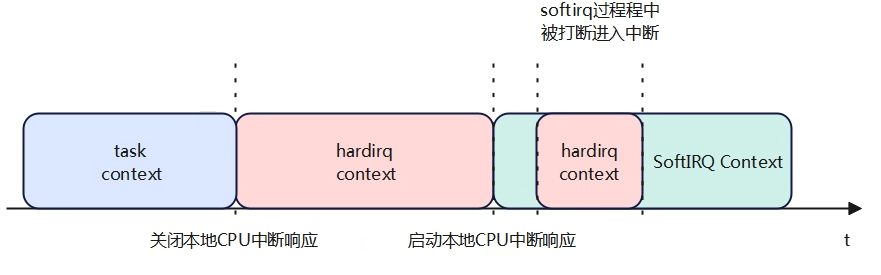 softirq过程程中
被打断进入中断
task
context
hardirq
context
hardirq
context
SoftIRQ Context
关闭本地CPU中断响应
启动本地CPU中断响应
t